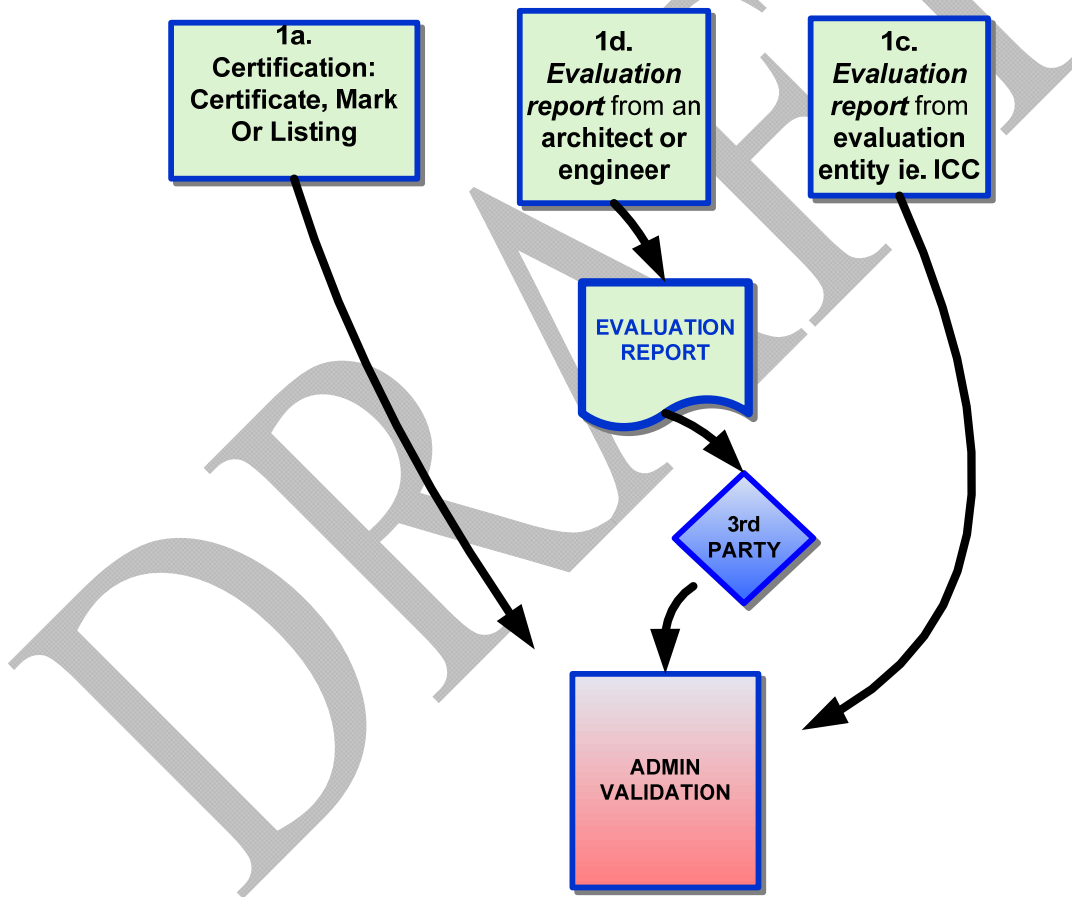 1a.
Certification:
Certificate, Mark
Or Listing
1d.
Evaluation
report from an
architect or
engineer
1c.
Evaluation
report from
evaluation
entity ie. ICC
EVALUATION
REPORT
3rd
PARTY
ADMIN
VALIDATION
DRAFT